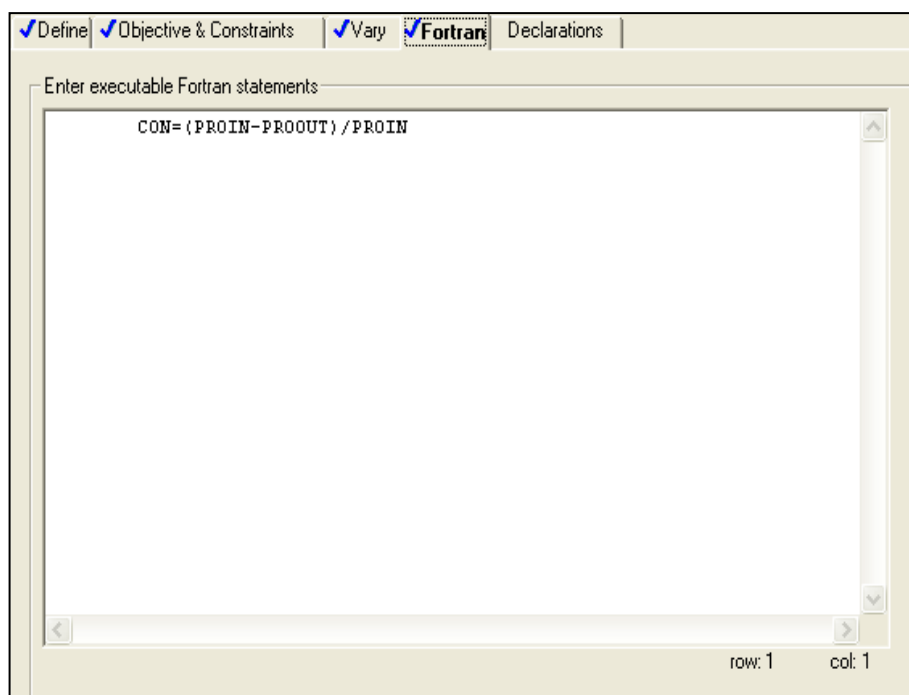 Define Objective & Constraints Vary Fortran Declarations
Enter executable Fortran statements
CON=(PROIN-PROOUT)/PROIN
row: 1 col: 1